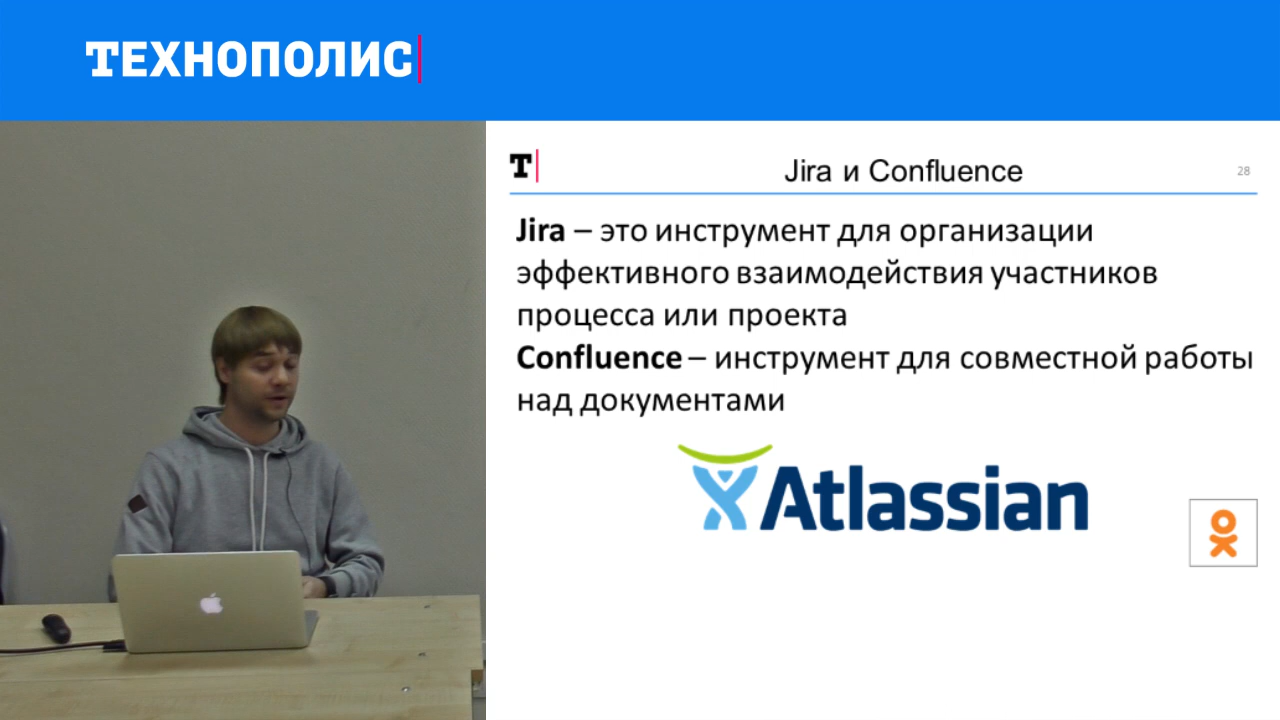 ТЕХНОПОЛИС
T
Jira и Confluence
28
Jira – это инструмент для организации
эффективного взаимодействия участников
процесса или проекта
Confluence – инструмент для совместной работы
над документами
Atlassian